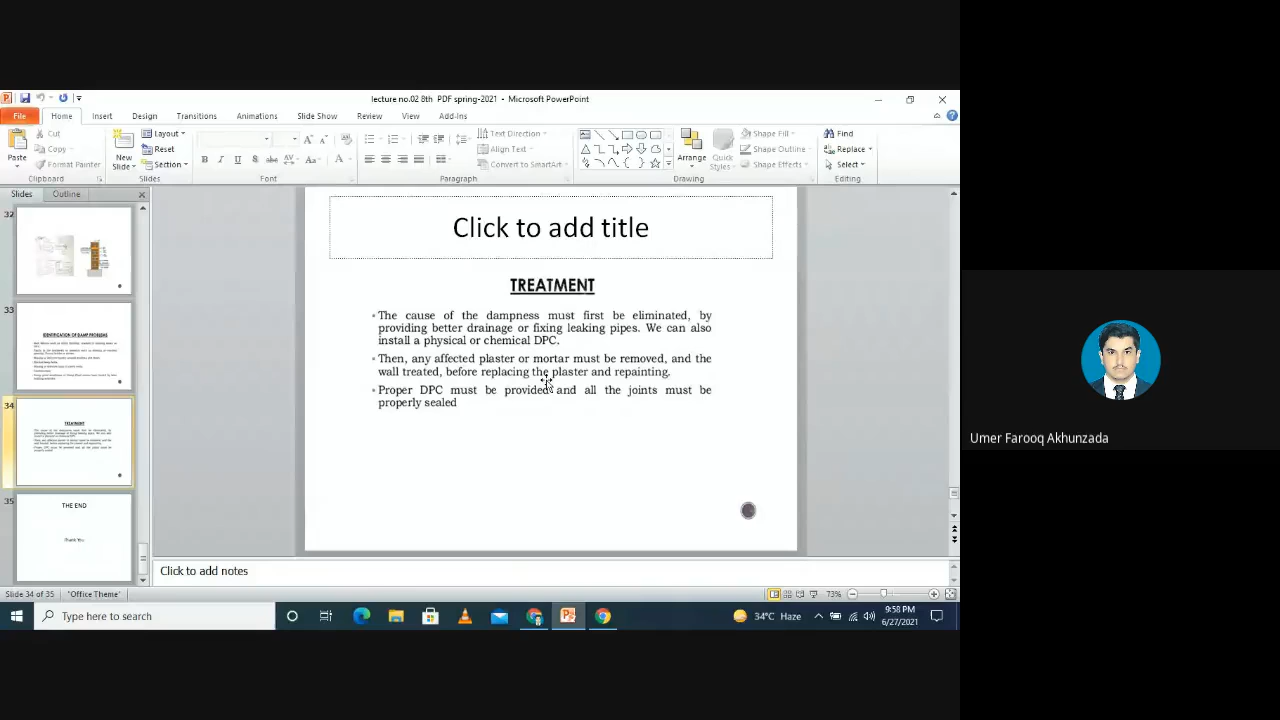 lecture no.02 8th PDF spring-2021 - Microsoft PowerPoint
File Home Insert Design Transitions Animations Slide Show Review View Add-Ins
Cut Layout Text Direction Shape Fill Find
Copy Reset Align Text Shape Outline Replace
Paste Format Painter New Slide Section Convert to SmartArt Arrange Quick Styles Shape Effects Select
Clipboard Slides Font Paragraph Drawing Editing
Slides Outline
32
33
IDENTIFICATION OF DAMP PROBLEMS
34
TREATMENT
35
THE END
Thank You
Click to add title
TREATMENT
• The cause of the dampness must first be eliminated, by
providing better drainage or fixing leaking pipes. We can also
install a physical or chemical DPC.
• Then, any affected plaster or mortar must be removed, and the
wall treated, before replacing the plaster and repainting.
• Proper DPC must be provided and all the joints must be
properly sealed
Click to add notes
Slide 34 of 35 "Office Theme" 73%
Type here to search 34°C Haze 9:58 PM
6/27/2021
Umer Farooq Akhunzada